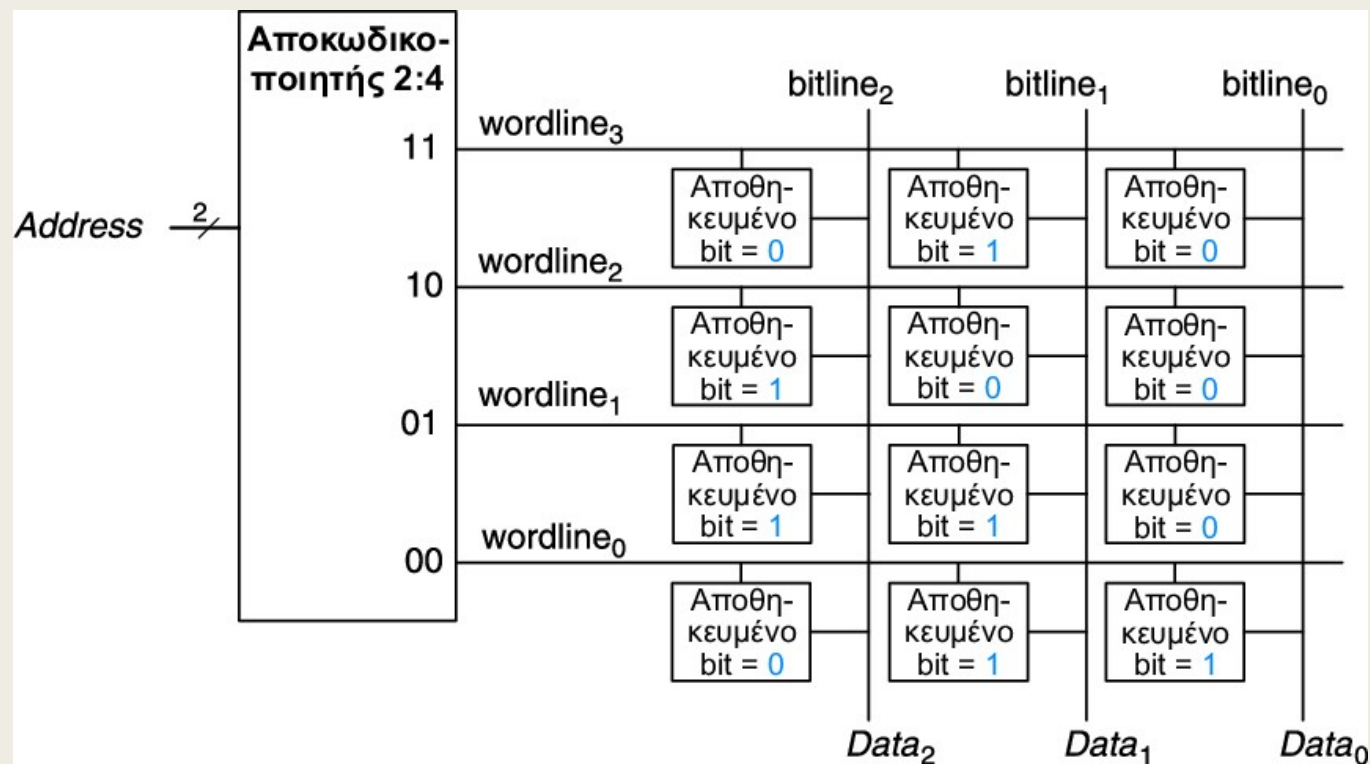 Αποκωδικο-
ποιητής 2:4
bitline₂ bitline₁ bitline₀
wordline₃
11
Αποθη-
κευμένο
bit = 0
Αποθη-
κευμένο
bit = 1
Αποθη-
κευμένο
bit = 0
Address 2
wordline₂
10
Αποθη-
κευμένο
bit = 1
Αποθη-
κευμένο
bit = 0
Αποθη-
κευμένο
bit = 0
wordline₁
01
Αποθη-
κευμένο
bit = 1
Αποθη-
κευμένο
bit = 1
Αποθη-
κευμένο
bit = 0
wordline₀
00
Αποθη-
κευμένο
bit = 0
Αποθη-
κευμένο
bit = 1
Αποθη-
κευμένο
bit = 1
Data₂ Data₁ Data₀